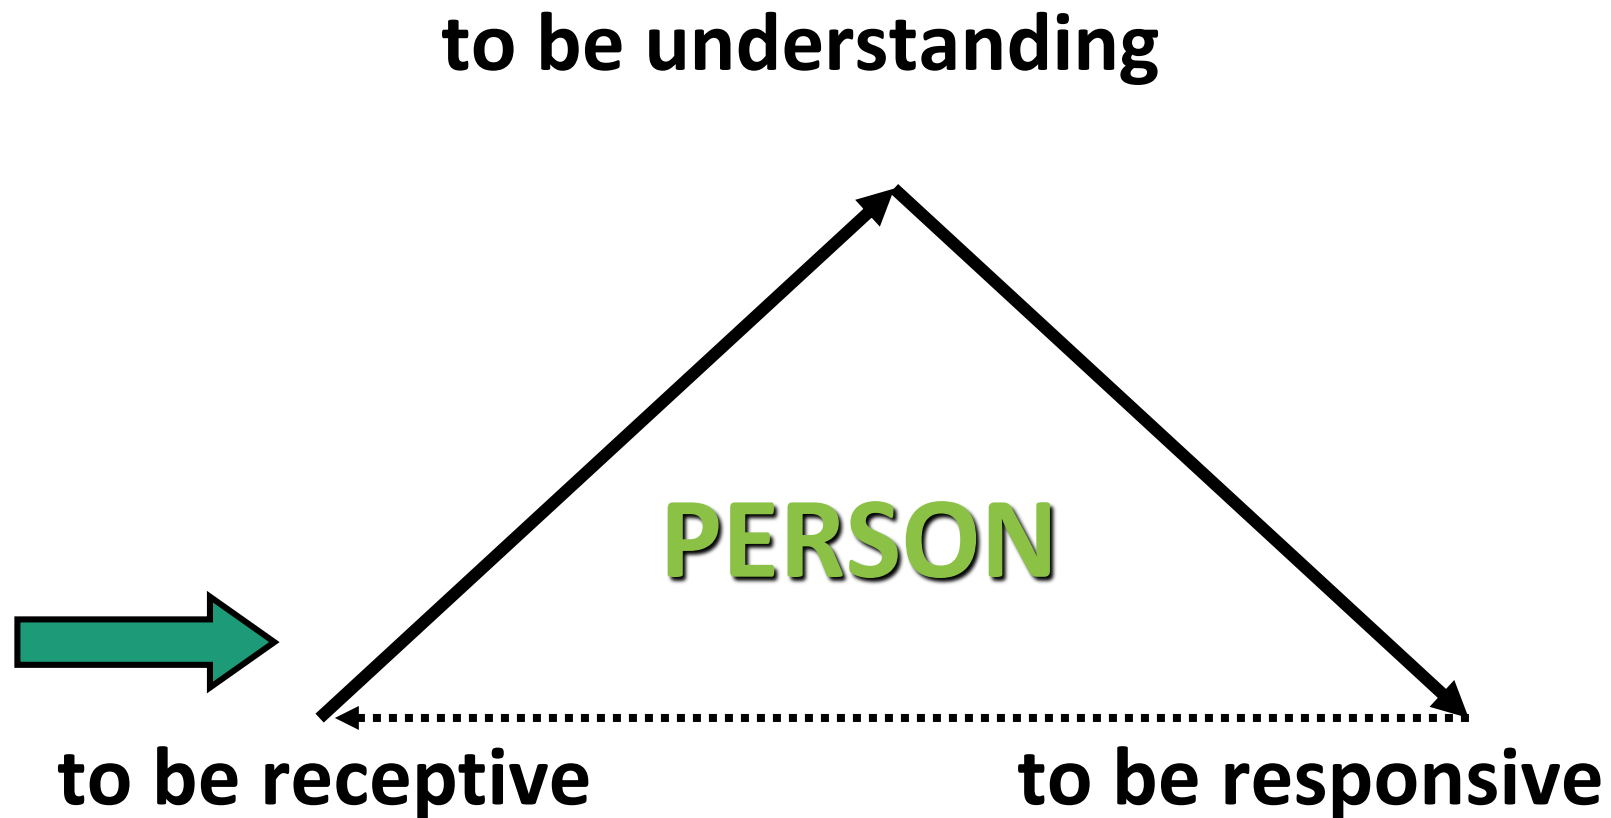 to be understanding
PERSON
to be receptive
to be responsive